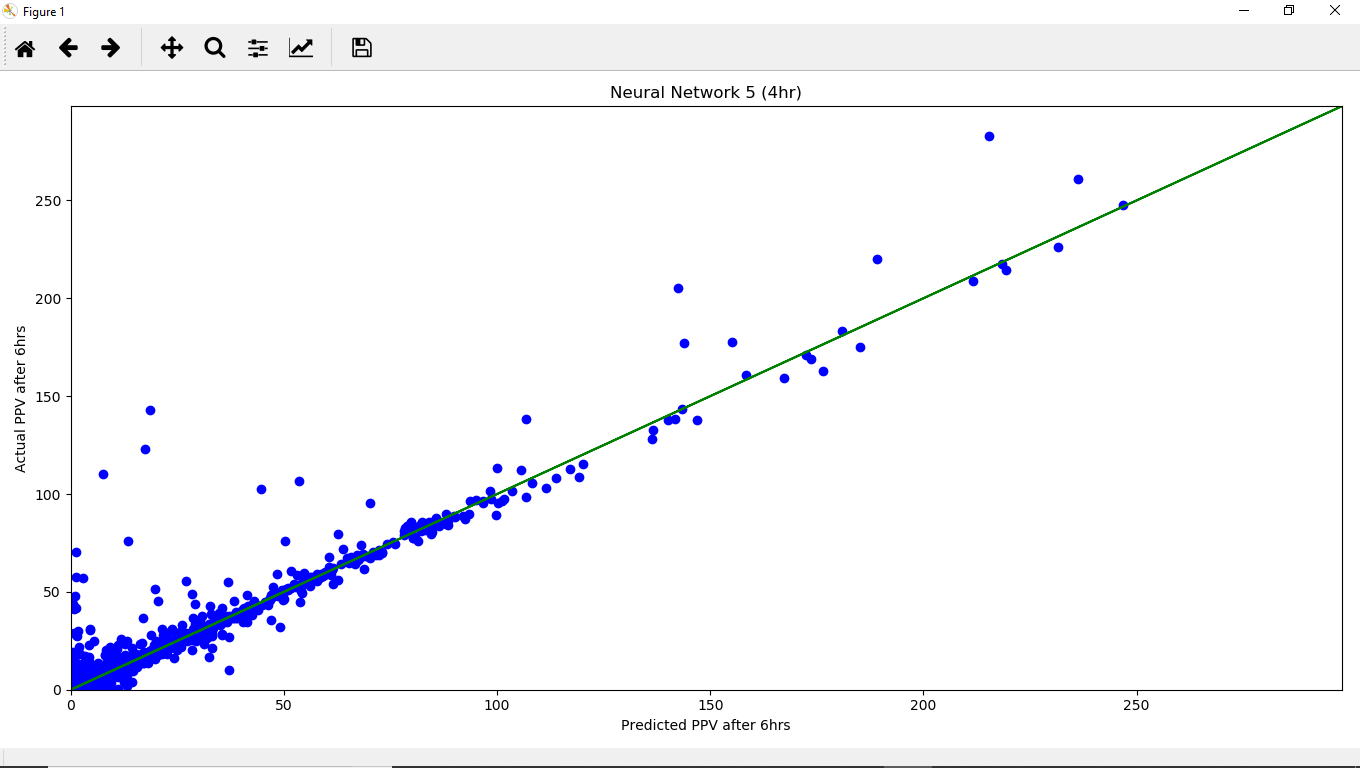 Figure 1
Neural Network 5 (4hr)
250
200
150
100
50
0
Actual PPV after 6hrs
0 50 100 150 200 250
Predicted PPV after 6hrs